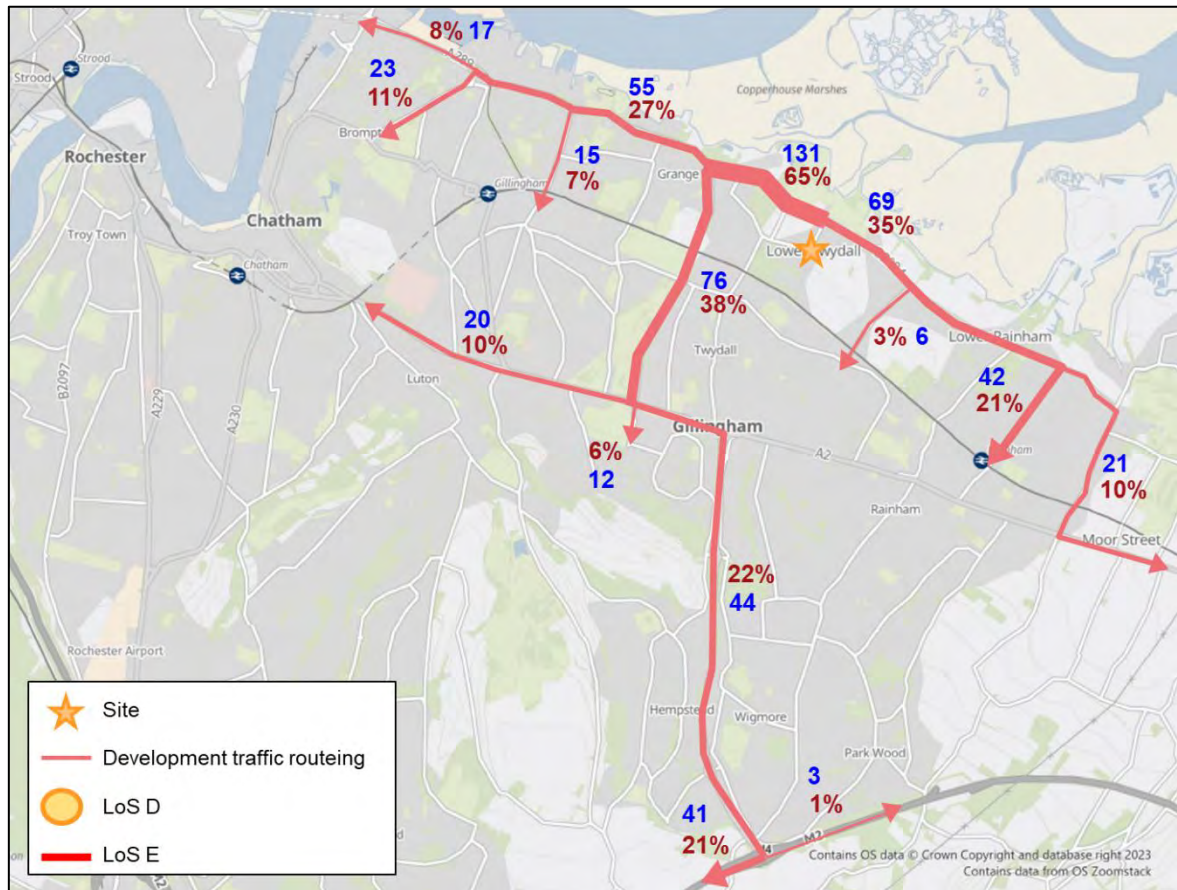 8% 17
A289
Strood
Strood
23
11%
55
27%
Copperhouse Marshes
Rochester
15
7%
Gillingham
Grange
131
65%
69
35%
Chatham
Troy Town
Chatham
76
38%
20
10%
Twydall
3% 6
Lower Rainham
B2097
A229
A230
Luton
42
21%
Gillingham
A2
6%
12
21
10%
Rainham
Moor Street
22%
44
Rochester Airport
Hempstead
Wigmore
Park Wood
3
1%
41
21%
M2
Site
Development traffic routeing
LoS D
LoS E
Contains OS data © Crown Copyright and database right 2023
Contains data from OS Zoomstack